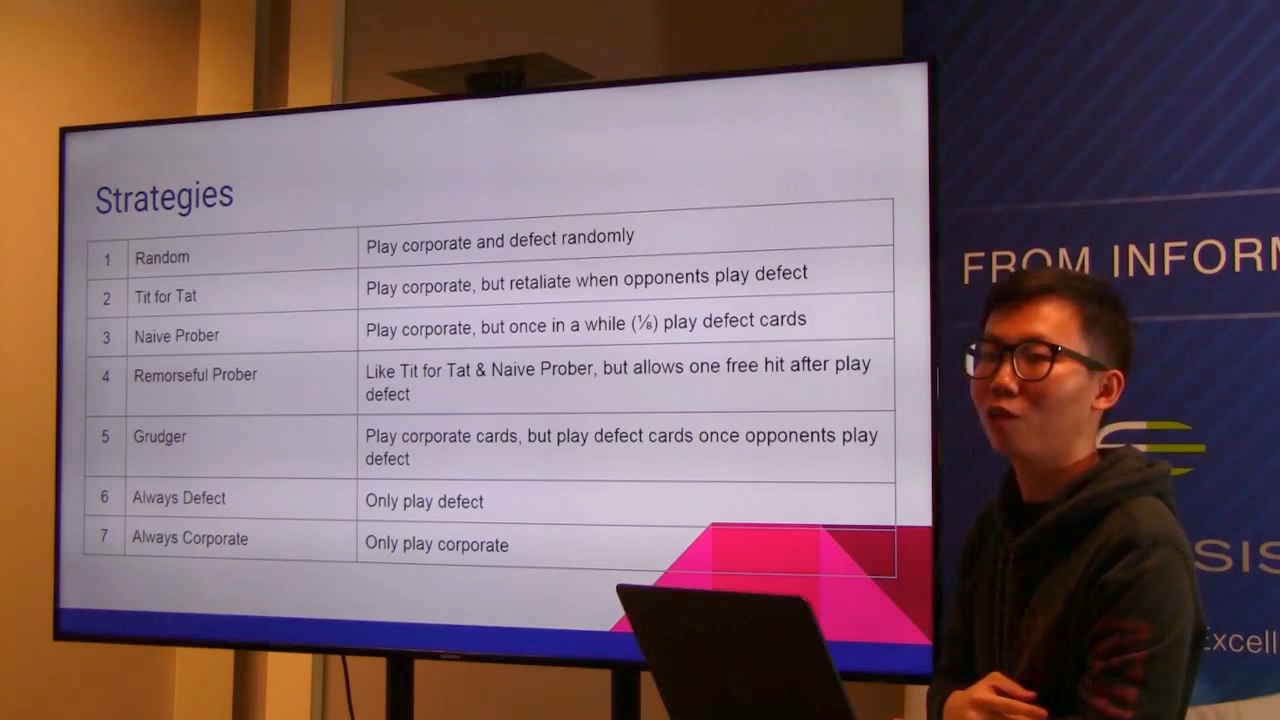 Strategies
1 Random Play corporate and defect randomly
2 Tit for Tat Play corporate, but retaliate when opponents play defect
3 Naive Prober Play corporate, but once in a while (⅛) play defect cards
4 Remorseful Prober Like Tit for Tat & Naive Prober, but allows one free hit after play
defect
5 Grudger Play corporate cards, but play defect cards once opponents play
defect
6 Always Defect Only play defect
7 Always Corporate Only play corporate
FROM INFORM
SIS
Excell